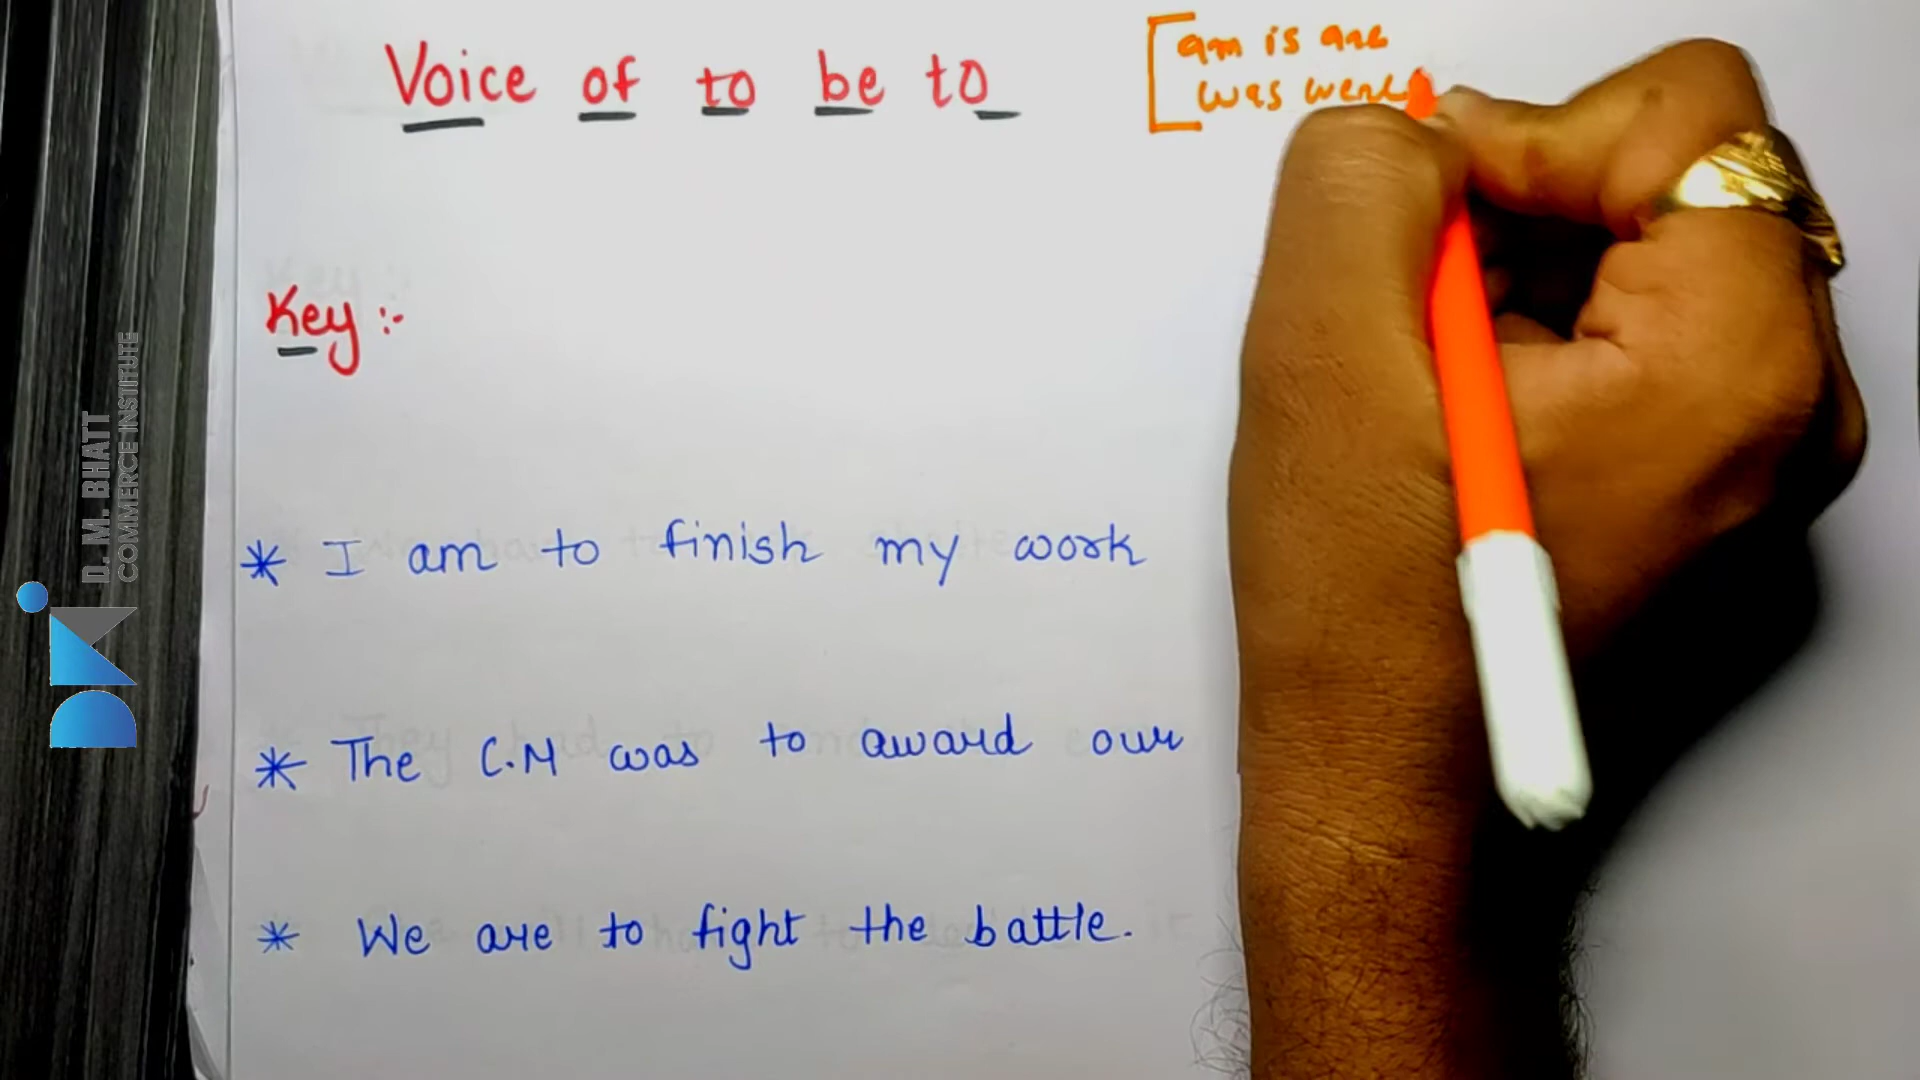 Voice of to be to
am is are
was were
Key :-
* I am to finish my work
* The C.M was to award our
* We are to fight the battle.
D. M. BHATT
COMMERCE INSTITUTE